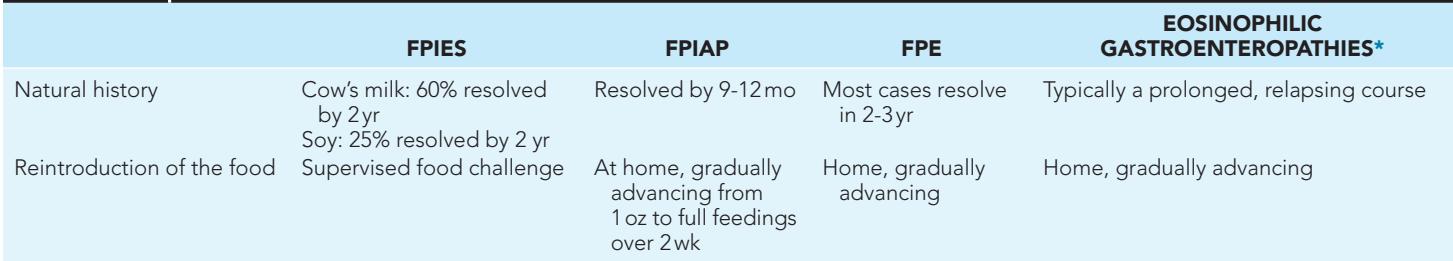 FPIES FPIAP FPE EOSINOPHILIC GASTROENTEROPATHIES*
Natural history Cow's milk: 60% resolved by 2 yr Soy: 25% resolved by 2 yr Resolved by 9-12 mo Most cases resolve in 2-3 yr Typically a prolonged, relapsing course
Reintroduction of the food Supervised food challenge At home, gradually advancing from 1 oz to full feedings over 2 wk Home, gradually advancing Home, gradually advancing